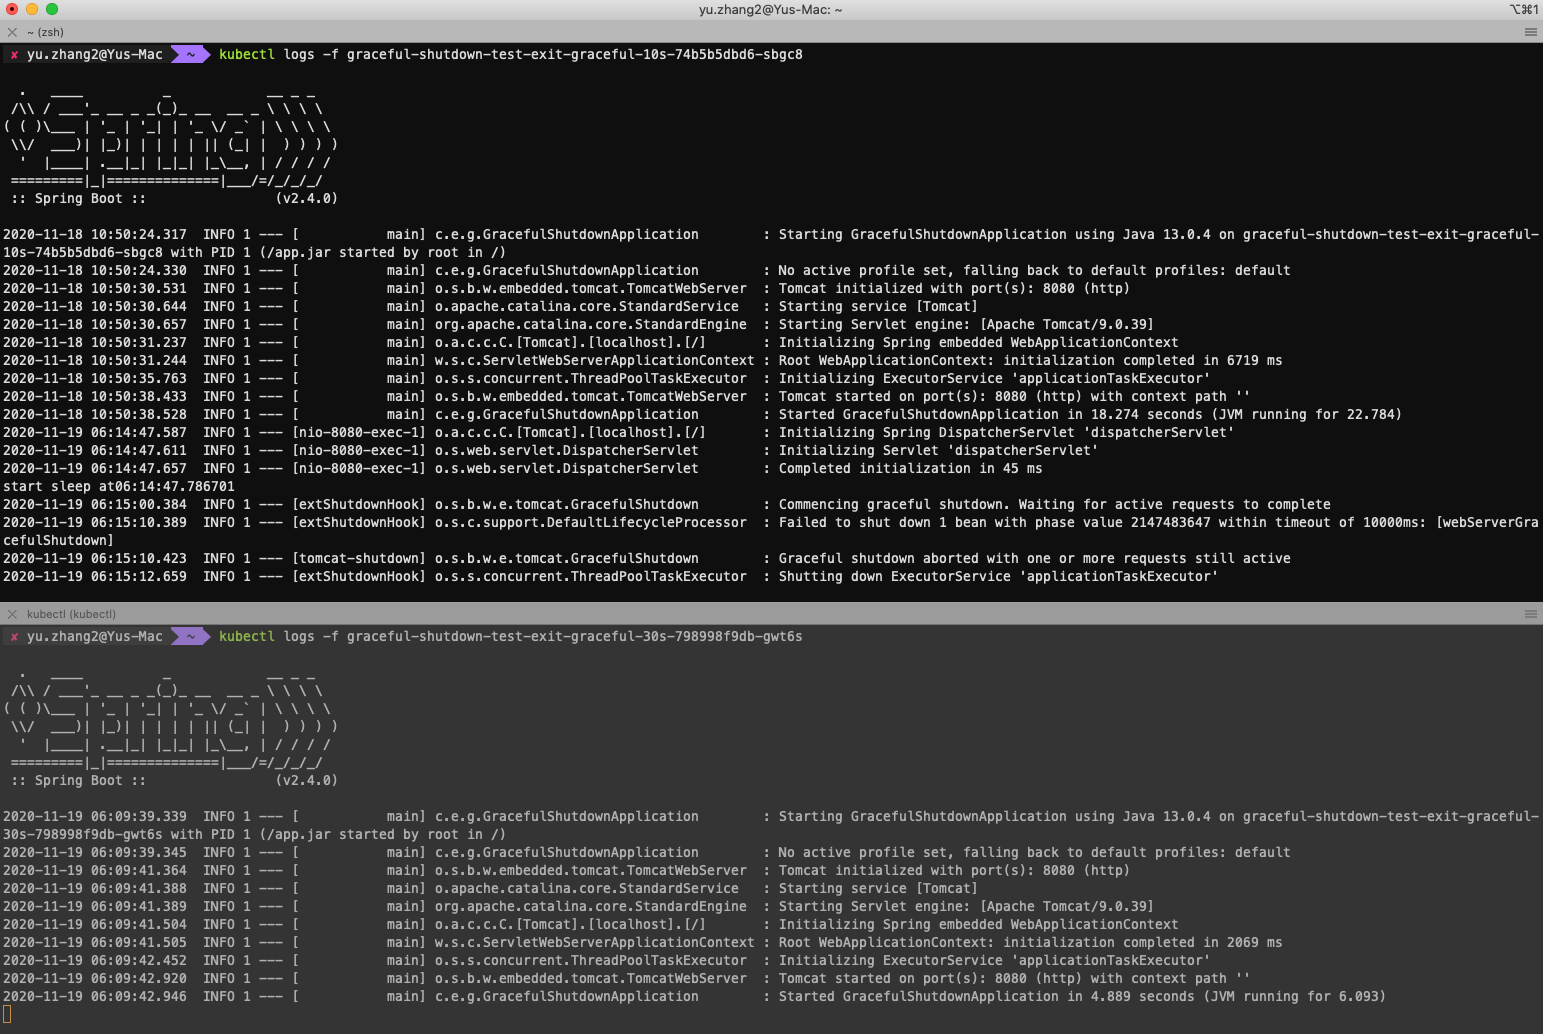 yu.zhang2@Yus-Mac: ~
⌥⌘1
~ (zsh)
✘ yu.zhang2@Yus-Mac ~ kubectl logs -f graceful-shutdown-test-exit-graceful-10s-74b5b5dbd6-sbgc8
  .   ____          _            __ _ _
 /\\ / ___'_ __ _ _(_)_ __  __ _ \ \ \ \
( ( )\___ | '_ | '_| | '_ \/ _` | \ \ \ \
 \\/  ___)| |_)| | | | | || (_| |  ) ) ) )
  '  |____| .__|_| |_|_| |_\__, | / / / /
 =========|_|==============|___/=/_/_/_/
 :: Spring Boot ::                (v2.4.0)
2020-11-18 10:50:24.317  INFO 1 --- [           main] c.e.g.GracefulShutdownApplication        : Starting GracefulShutdownApplication using Java 13.0.4 on graceful-shutdown-test-exit-graceful-
10s-74b5b5dbd6-sbgc8 with PID 1 (/app.jar started by root in /)
2020-11-18 10:50:24.330  INFO 1 --- [           main] c.e.g.GracefulShutdownApplication        : No active profile set, falling back to default profiles: default
2020-11-18 10:50:30.531  INFO 1 --- [           main] o.s.b.w.embedded.tomcat.TomcatWebServer  : Tomcat initialized with port(s): 8080 (http)
2020-11-18 10:50:30.644  INFO 1 --- [           main] o.apache.catalina.core.StandardService   : Starting service [Tomcat]
2020-11-18 10:50:30.657  INFO 1 --- [           main] org.apache.catalina.core.StandardEngine  : Starting Servlet engine: [Apache Tomcat/9.0.39]
2020-11-18 10:50:31.237  INFO 1 --- [           main] o.a.c.c.C.[Tomcat].[localhost].[/]       : Initializing Spring embedded WebApplicationContext
2020-11-18 10:50:31.244  INFO 1 --- [           main] w.s.c.ServletWebServerApplicationContext : Root WebApplicationContext: initialization completed in 6719 ms
2020-11-18 10:50:35.763  INFO 1 --- [           main] o.s.s.concurrent.ThreadPoolTaskExecutor  : Initializing ExecutorService 'applicationTaskExecutor'
2020-11-18 10:50:38.433  INFO 1 --- [           main] o.s.b.w.embedded.tomcat.TomcatWebServer  : Tomcat started on port(s): 8080 (http) with context path ''
2020-11-18 10:50:38.528  INFO 1 --- [           main] c.e.g.GracefulShutdownApplication        : Started GracefulShutdownApplication in 18.274 seconds (JVM running for 22.784)
2020-11-19 06:14:47.587  INFO 1 --- [nio-8080-exec-1] o.a.c.c.C.[Tomcat].[localhost].[/]       : Initializing Spring DispatcherServlet 'dispatcherServlet'
2020-11-19 06:14:47.611  INFO 1 --- [nio-8080-exec-1] o.s.web.servlet.DispatcherServlet        : Initializing Servlet 'dispatcherServlet'
2020-11-19 06:14:47.657  INFO 1 --- [nio-8080-exec-1] o.s.web.servlet.DispatcherServlet        : Completed initialization in 45 ms
start sleep at06:14:47.786701
2020-11-19 06:15:00.384  INFO 1 --- [extShutdownHook] o.s.b.w.e.tomcat.GracefulShutdown        : Commencing graceful shutdown. Waiting for active requests to complete
2020-11-19 06:15:10.389  INFO 1 --- [extShutdownHook] o.s.c.support.DefaultLifecycleProcessor  : Failed to shut down 1 bean with phase value 2147483647 within timeout of 10000ms: [webServerGra
cefulShutdown]
2020-11-19 06:15:10.423  INFO 1 --- [tomcat-shutdown] o.s.b.w.e.tomcat.GracefulShutdown        : Graceful shutdown aborted with one or more requests still active
2020-11-19 06:15:12.659  INFO 1 --- [extShutdownHook] o.s.s.concurrent.ThreadPoolTaskExecutor  : Shutting down ExecutorService 'applicationTaskExecutor'
kubectl (kubectl)
✘ yu.zhang2@Yus-Mac ~ kubectl logs -f graceful-shutdown-test-exit-graceful-30s-798998f9db-gwt6s
  .   ____          _            __ _ _
 /\\ / ___'_ __ _ _(_)_ __  __ _ \ \ \ \
( ( )\___ | '_ | '_| | '_ \/ _` | \ \ \ \
 \\/  ___)| |_)| | | | | || (_| |  ) ) ) )
  '  |____| .__|_| |_|_| |_\__, | / / / /
 =========|_|==============|___/=/_/_/_/
 :: Spring Boot ::                (v2.4.0)
2020-11-19 06:09:39.339  INFO 1 --- [           main] c.e.g.GracefulShutdownApplication        : Starting GracefulShutdownApplication using Java 13.0.4 on graceful-shutdown-test-exit-graceful-
30s-798998f9db-gwt6s with PID 1 (/app.jar started by root in /)
2020-11-19 06:09:39.345  INFO 1 --- [           main] c.e.g.GracefulShutdownApplication        : No active profile set, falling back to default profiles: default
2020-11-19 06:09:41.364  INFO 1 --- [           main] o.s.b.w.embedded.tomcat.TomcatWebServer  : Tomcat initialized with port(s): 8080 (http)
2020-11-19 06:09:41.388  INFO 1 --- [           main] o.apache.catalina.core.StandardService   : Starting service [Tomcat]
2020-11-19 06:09:41.389  INFO 1 --- [           main] org.apache.catalina.core.StandardEngine  : Starting Servlet engine: [Apache Tomcat/9.0.39]
2020-11-19 06:09:41.504  INFO 1 --- [           main] o.a.c.c.C.[Tomcat].[localhost].[/]       : Initializing Spring embedded WebApplicationContext
2020-11-19 06:09:41.505  INFO 1 --- [           main] w.s.c.ServletWebServerApplicationContext : Root WebApplicationContext: initialization completed in 2069 ms
2020-11-19 06:09:42.452  INFO 1 --- [           main] o.s.s.concurrent.ThreadPoolTaskExecutor  : Initializing ExecutorService 'applicationTaskExecutor'
2020-11-19 06:09:42.920  INFO 1 --- [           main] o.s.b.w.embedded.tomcat.TomcatWebServer  : Tomcat started on port(s): 8080 (http) with context path ''
2020-11-19 06:09:42.946  INFO 1 --- [           main] c.e.g.GracefulShutdownApplication        : Started GracefulShutdownApplication in 4.889 seconds (JVM running for 6.093)